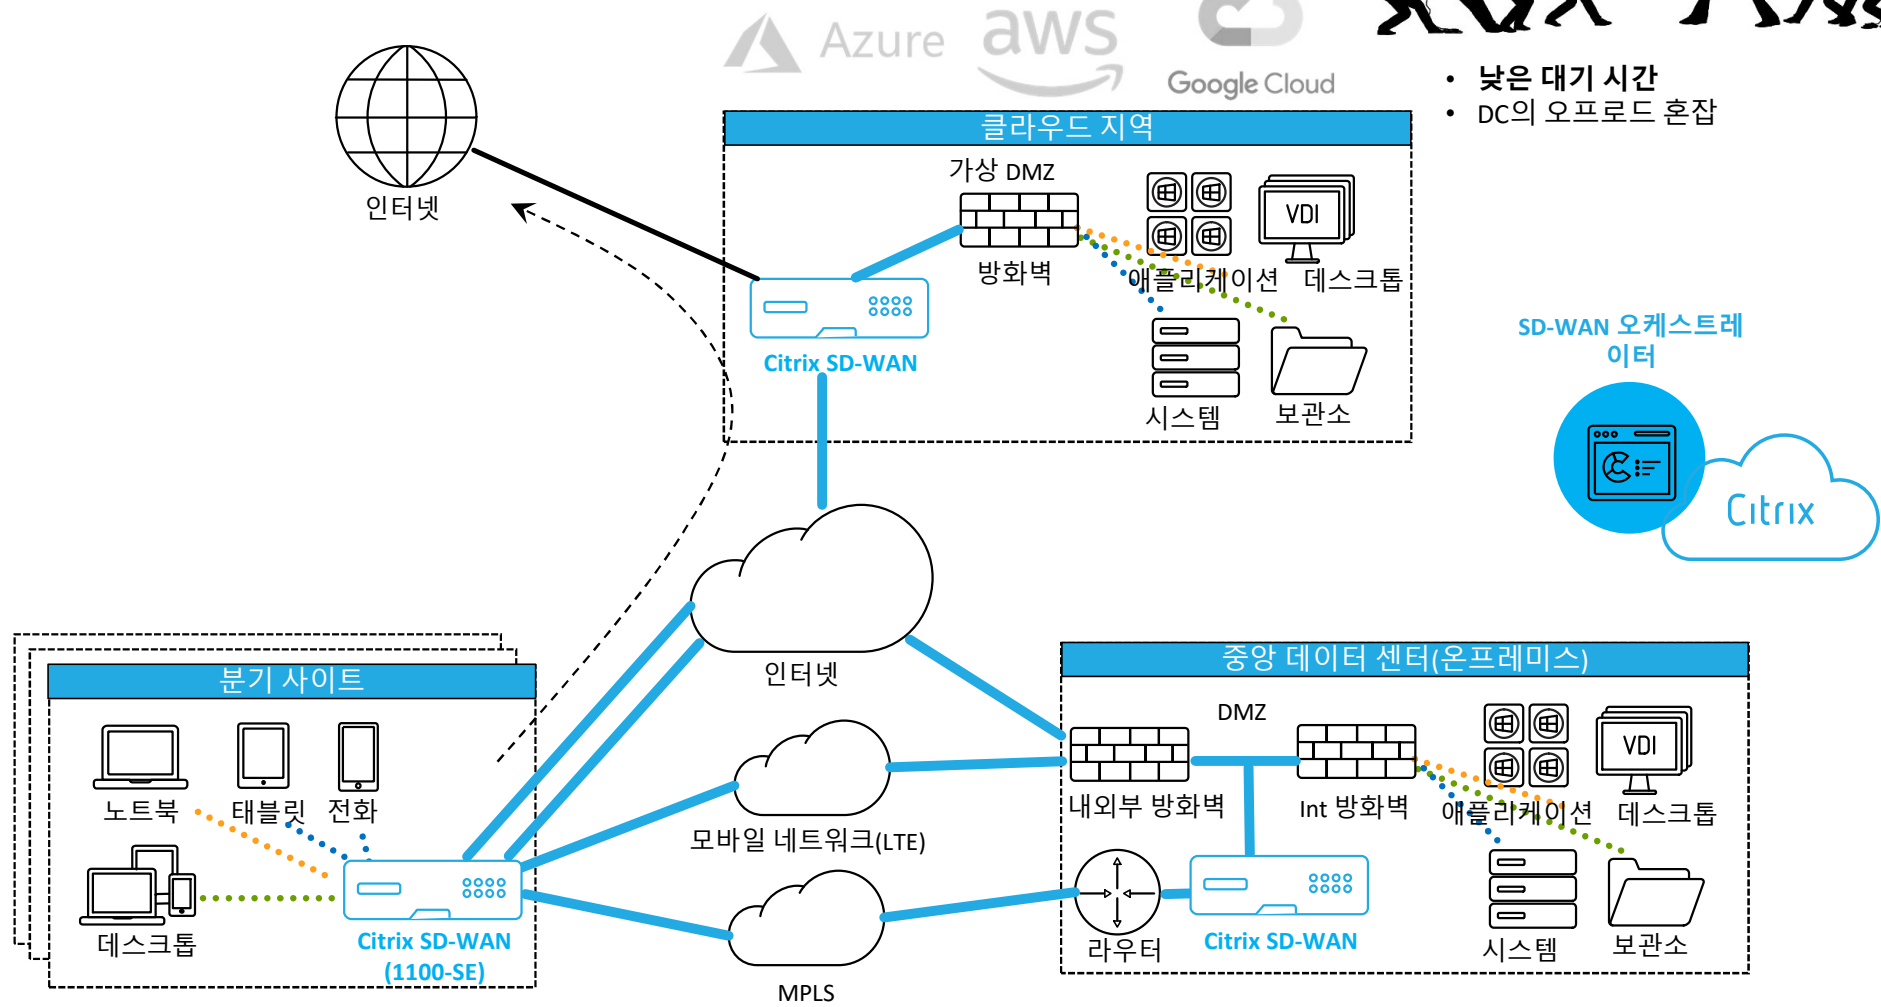 Azure
aws
Google Cloud
• 낮은 대기 시간
• DC의 오프로드 혼잡
클라우드 지역
가상 DMZ
VDI
인터넷
방화벽
애플리케이션
데스크톱
Citrix SD-WAN
시스템
보관소
SD-WAN 오케스트레
이터
Citrix
인터넷
분기 사이트
중앙 데이터 센터(온프레미스)
DMZ
VDI
노트북
태블릿
전화
모바일 네트워크(LTE)
내외부 방화벽
Int 방화벽
애플리케이션
데스크톱
데스크톱
Citrix SD-WAN
(1100-SE)
MPLS
라우터
Citrix SD-WAN
시스템
보관소